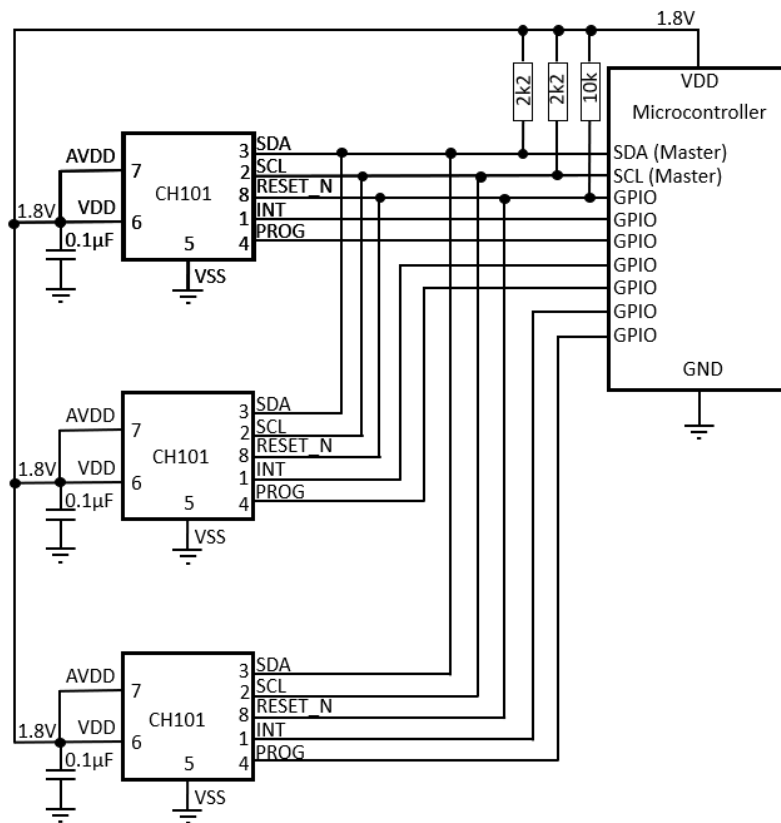 1.8V
2k2 2k2 10k
VDD
Microcontroller
SDA (Master)
SCL (Master)
GPIO
GPIO
GPIO
GPIO
GPIO
GPIO
GPIO
GND
AVDD
7
1.8V VDD
6
0.1µF
CH101
5
VSS
3 SDA
2 SCL
8 RESET_N
1 INT
4 PROG
AVDD
7
1.8V VDD
6
0.1µF
CH101
5
VSS
3 SDA
2 SCL
8 RESET_N
1 INT
4 PROG
AVDD
7
1.8V VDD
6
0.1µF
CH101
5
VSS
3 SDA
2 SCL
8 RESET_N
1 INT
4 PROG